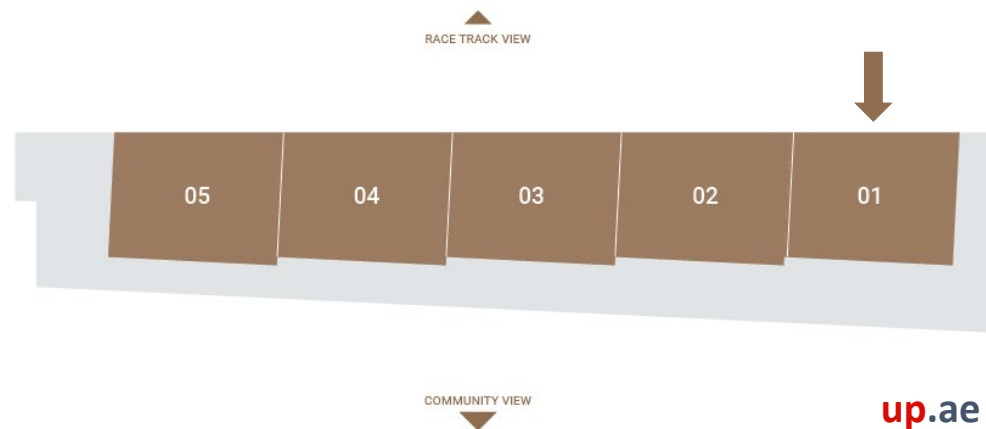 RACE TRACK VIEW
05 04 03 02 01
COMMUNITY VIEW
up.ae